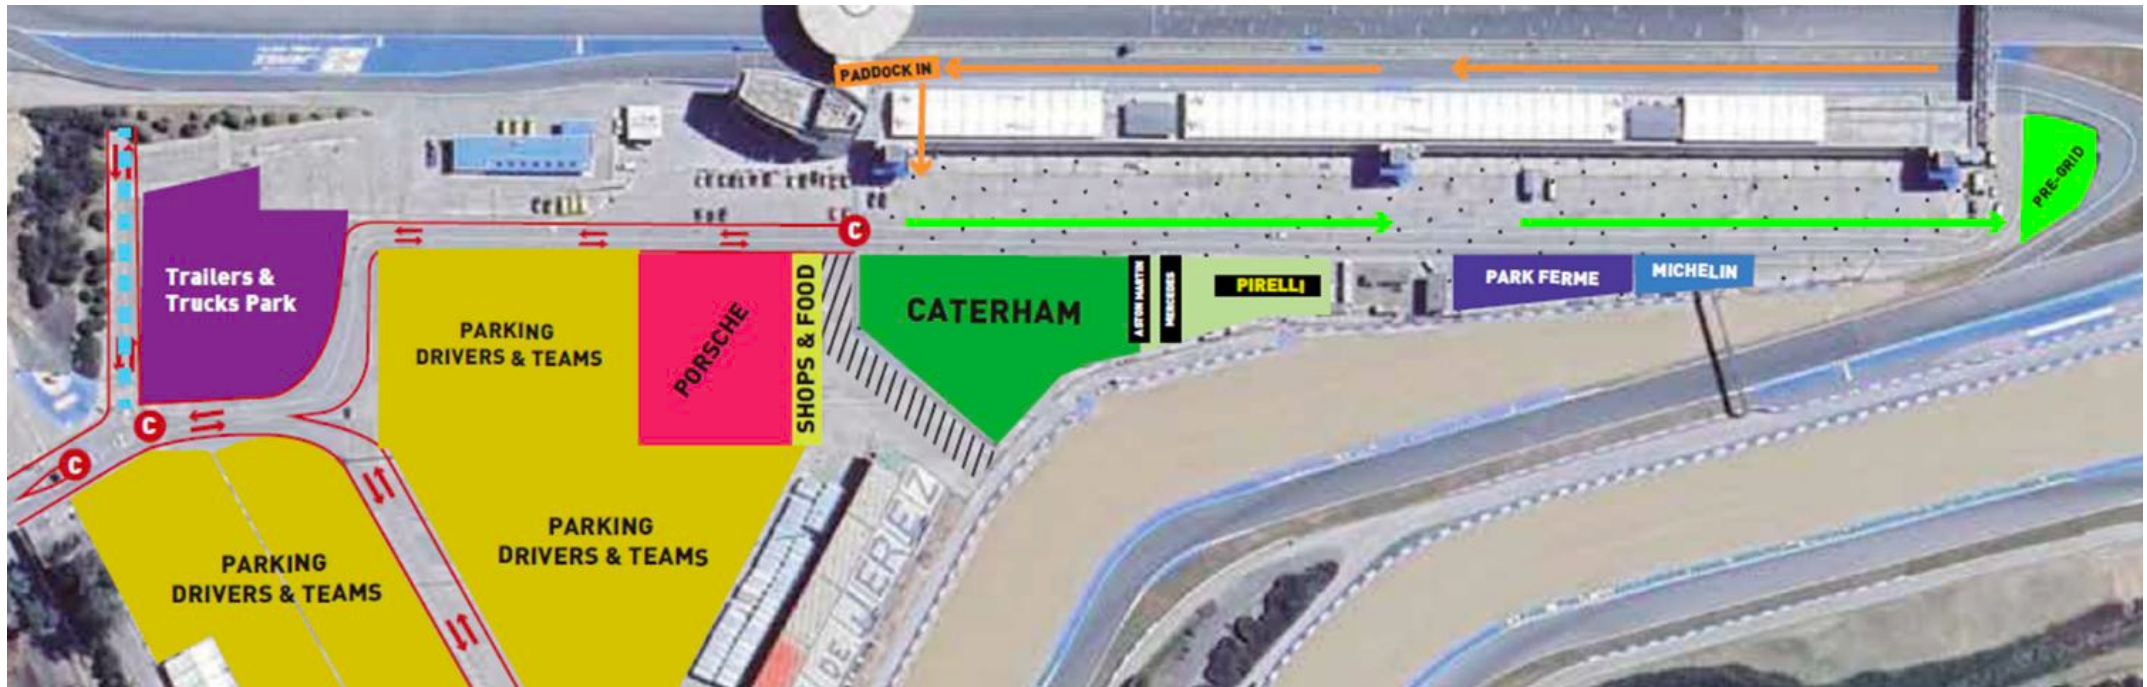 PADDOCK IN
PRE-GRID
C
Trailers &
Trucks Park
PARKING
DRIVERS & TEAMS
PORSCHE
SHOPS & FOOD
CATERHAM
ASTON MARTIN
MERCEDES
PIRELLI
PARK FERME
MICHELIN
C
C
PARKING
DRIVERS & TEAMS
PARKING
DRIVERS & TEAMS
DE JEREZ